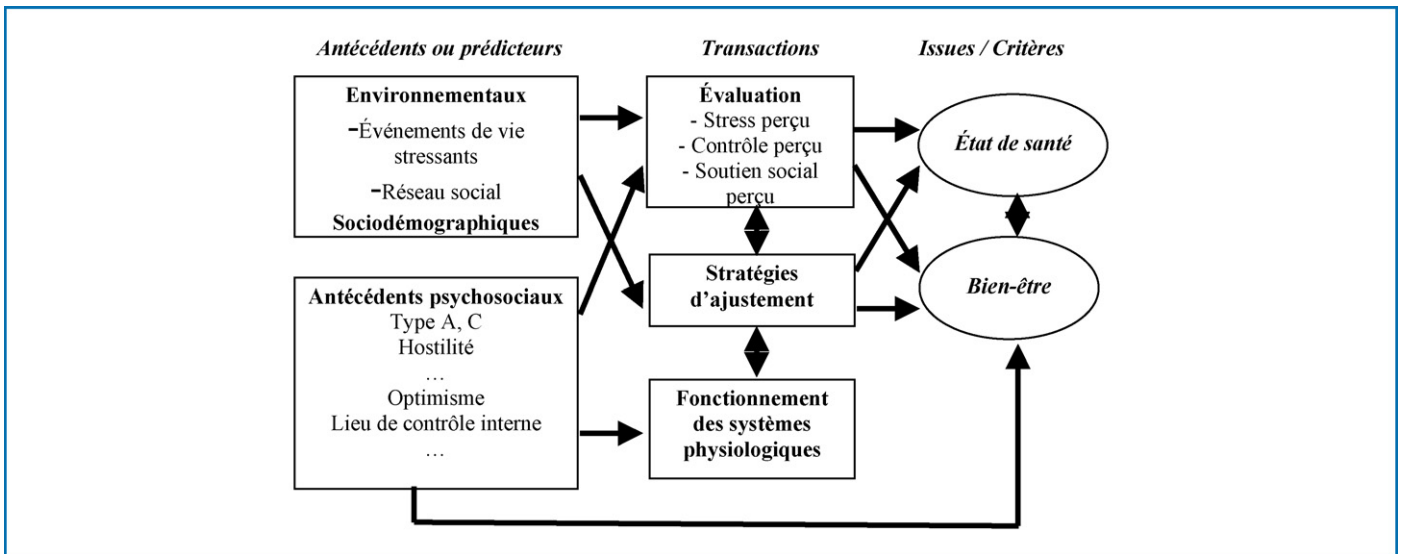 Antécédents ou prédicteurs
Transactions
Issues / Critères
Environnementaux
-Événements de vie
stressants
-Réseau social
Sociodémographiques
Antécédents psychosociaux
Type A, C
Hostilité
…
Optimisme
Lieu de contrôle interne
…
Évaluation
- Stress perçu
- Contrôle perçu
- Soutien social
perçu
Stratégies
d’ajustement
Fonctionnement
des systèmes
physiologiques
État de santé
Bien-être